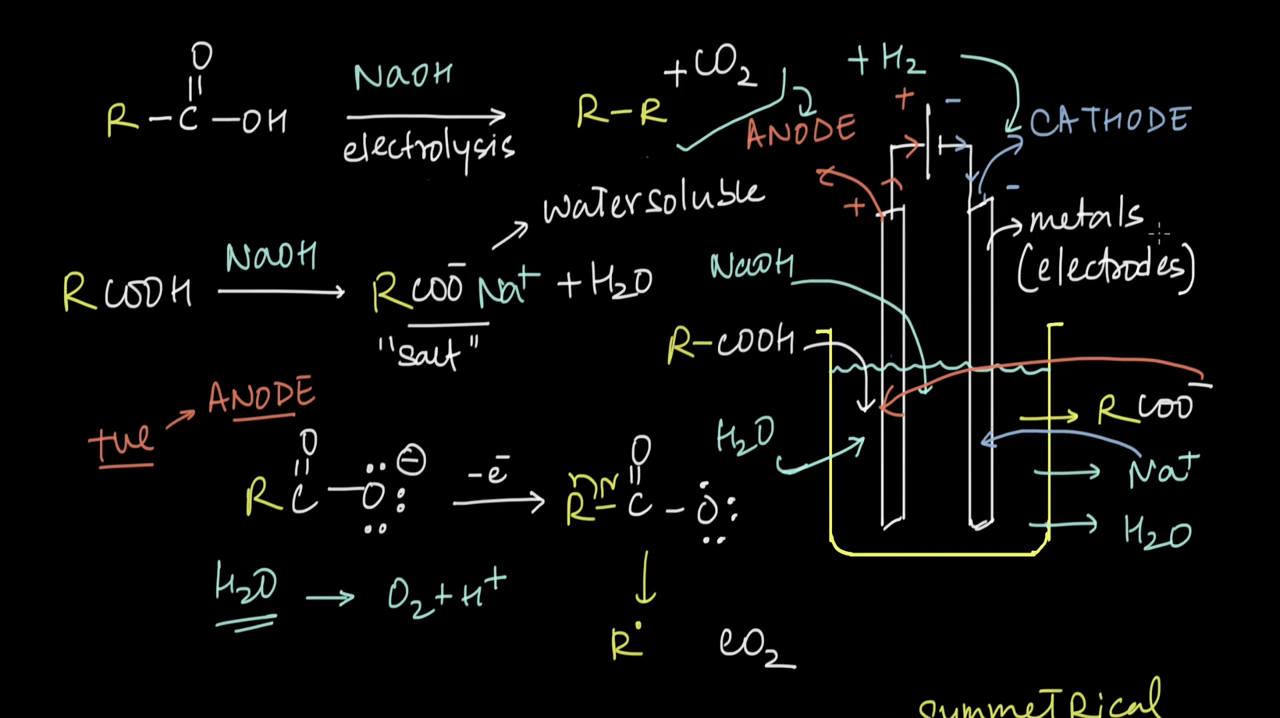 O
R – C – OH
NaOH
electrolysis
R–R
+ CO₂
+ H₂
+ –
ANODE
CATHODE
RCOOH
NaOH
RCOO⁻ Na⁺ + H₂O
"salt"
watersoluble
+ –
metals
(electrodes)
NaOH
R–COOH
H₂O
RCOO⁻
Na⁺
H₂O
+ve
ANODE
O
R C – O: ⊖
–e⁻
O
R – C – O:
H₂O → O₂ + H⁺
R• CO₂
symmetrical